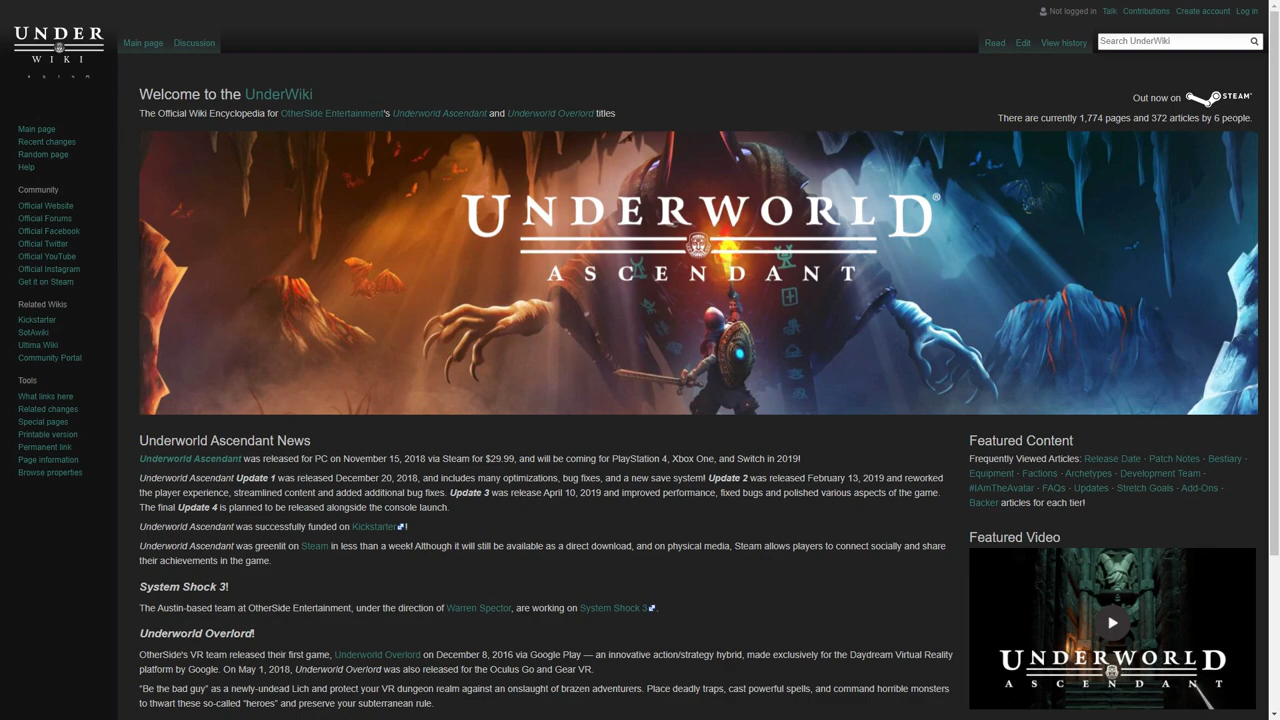 UNDER
WIKI
Not logged in Talk Contributions Create account Log in
Main page Discussion
Read Edit View history Search UnderWiki
Main page
Recent changes
Random page
Help
Community
Official Website
Official Forums
Official Facebook
Official Twitter
Official YouTube
Official Instagram
Get it on Steam
Related Wikis
Kickstarter
SotAwiki
Ultima Wiki
Community Portal
Tools
What links here
Related changes
Special pages
Printable version
Permanent link
Page information
Browse properties
Welcome to the UnderWiki
The Official Wiki Encyclopedia for OtherSide Entertainment's Underworld Ascendant and Underworld Overlord titles
Out now on STEAM™
There are currently 1,774 pages and 372 articles by 6 people.
UNDERWORLD®
ASCENDANT
Underworld Ascendant News
Underworld Ascendant was released for PC on November 15, 2018 via Steam for $29.99, and will be coming for PlayStation 4, Xbox One, and Switch in 2019!
Underworld Ascendant Update 1 was released December 20, 2018, and includes many optimizations, bug fixes, and a new save system! Update 2 was released February 13, 2019 and reworked
the player experience, streamlined content and added additional bug fixes. Update 3 was release April 10, 2019 and improved performance, fixed bugs and polished various aspects of the game.
The final Update 4 is planned to be released alongside the console launch.
Underworld Ascendant was successfully funded on Kickstarter!
Underworld Ascendant was greenlit on Steam in less than a week! Although it will still be available as a direct download, and on physical media, Steam allows players to connect socially and share
their achievements in the game.
System Shock 3!
The Austin-based team at OtherSide Entertainment, under the direction of Warren Spector, are working on System Shock 3.
Underworld Overlord!
OtherSide's VR team released their first game, Underworld Overlord on December 8, 2016 via Google Play — an innovative action/strategy hybrid, made exclusively for the Daydream Virtual Reality
platform by Google. On May 1, 2018, Underworld Overlord was also released for the Oculus Go and Gear VR.
“Be the bad guy” as a newly-undead Lich and protect your VR dungeon realm against an onslaught of brazen adventurers. Place deadly traps, cast powerful spells, and command horrible monsters
to thwart these so-called “heroes” and preserve your subterranean rule.
Featured Content
Frequently Viewed Articles: Release Date - Patch Notes - Bestiary -
Equipment - Factions - Archetypes - Development Team -
#IAmTheAvatar - FAQs - Updates - Stretch Goals - Add-Ons -
Backer articles for each tier!
Featured Video
UNDERWORLD
ASCENDANT